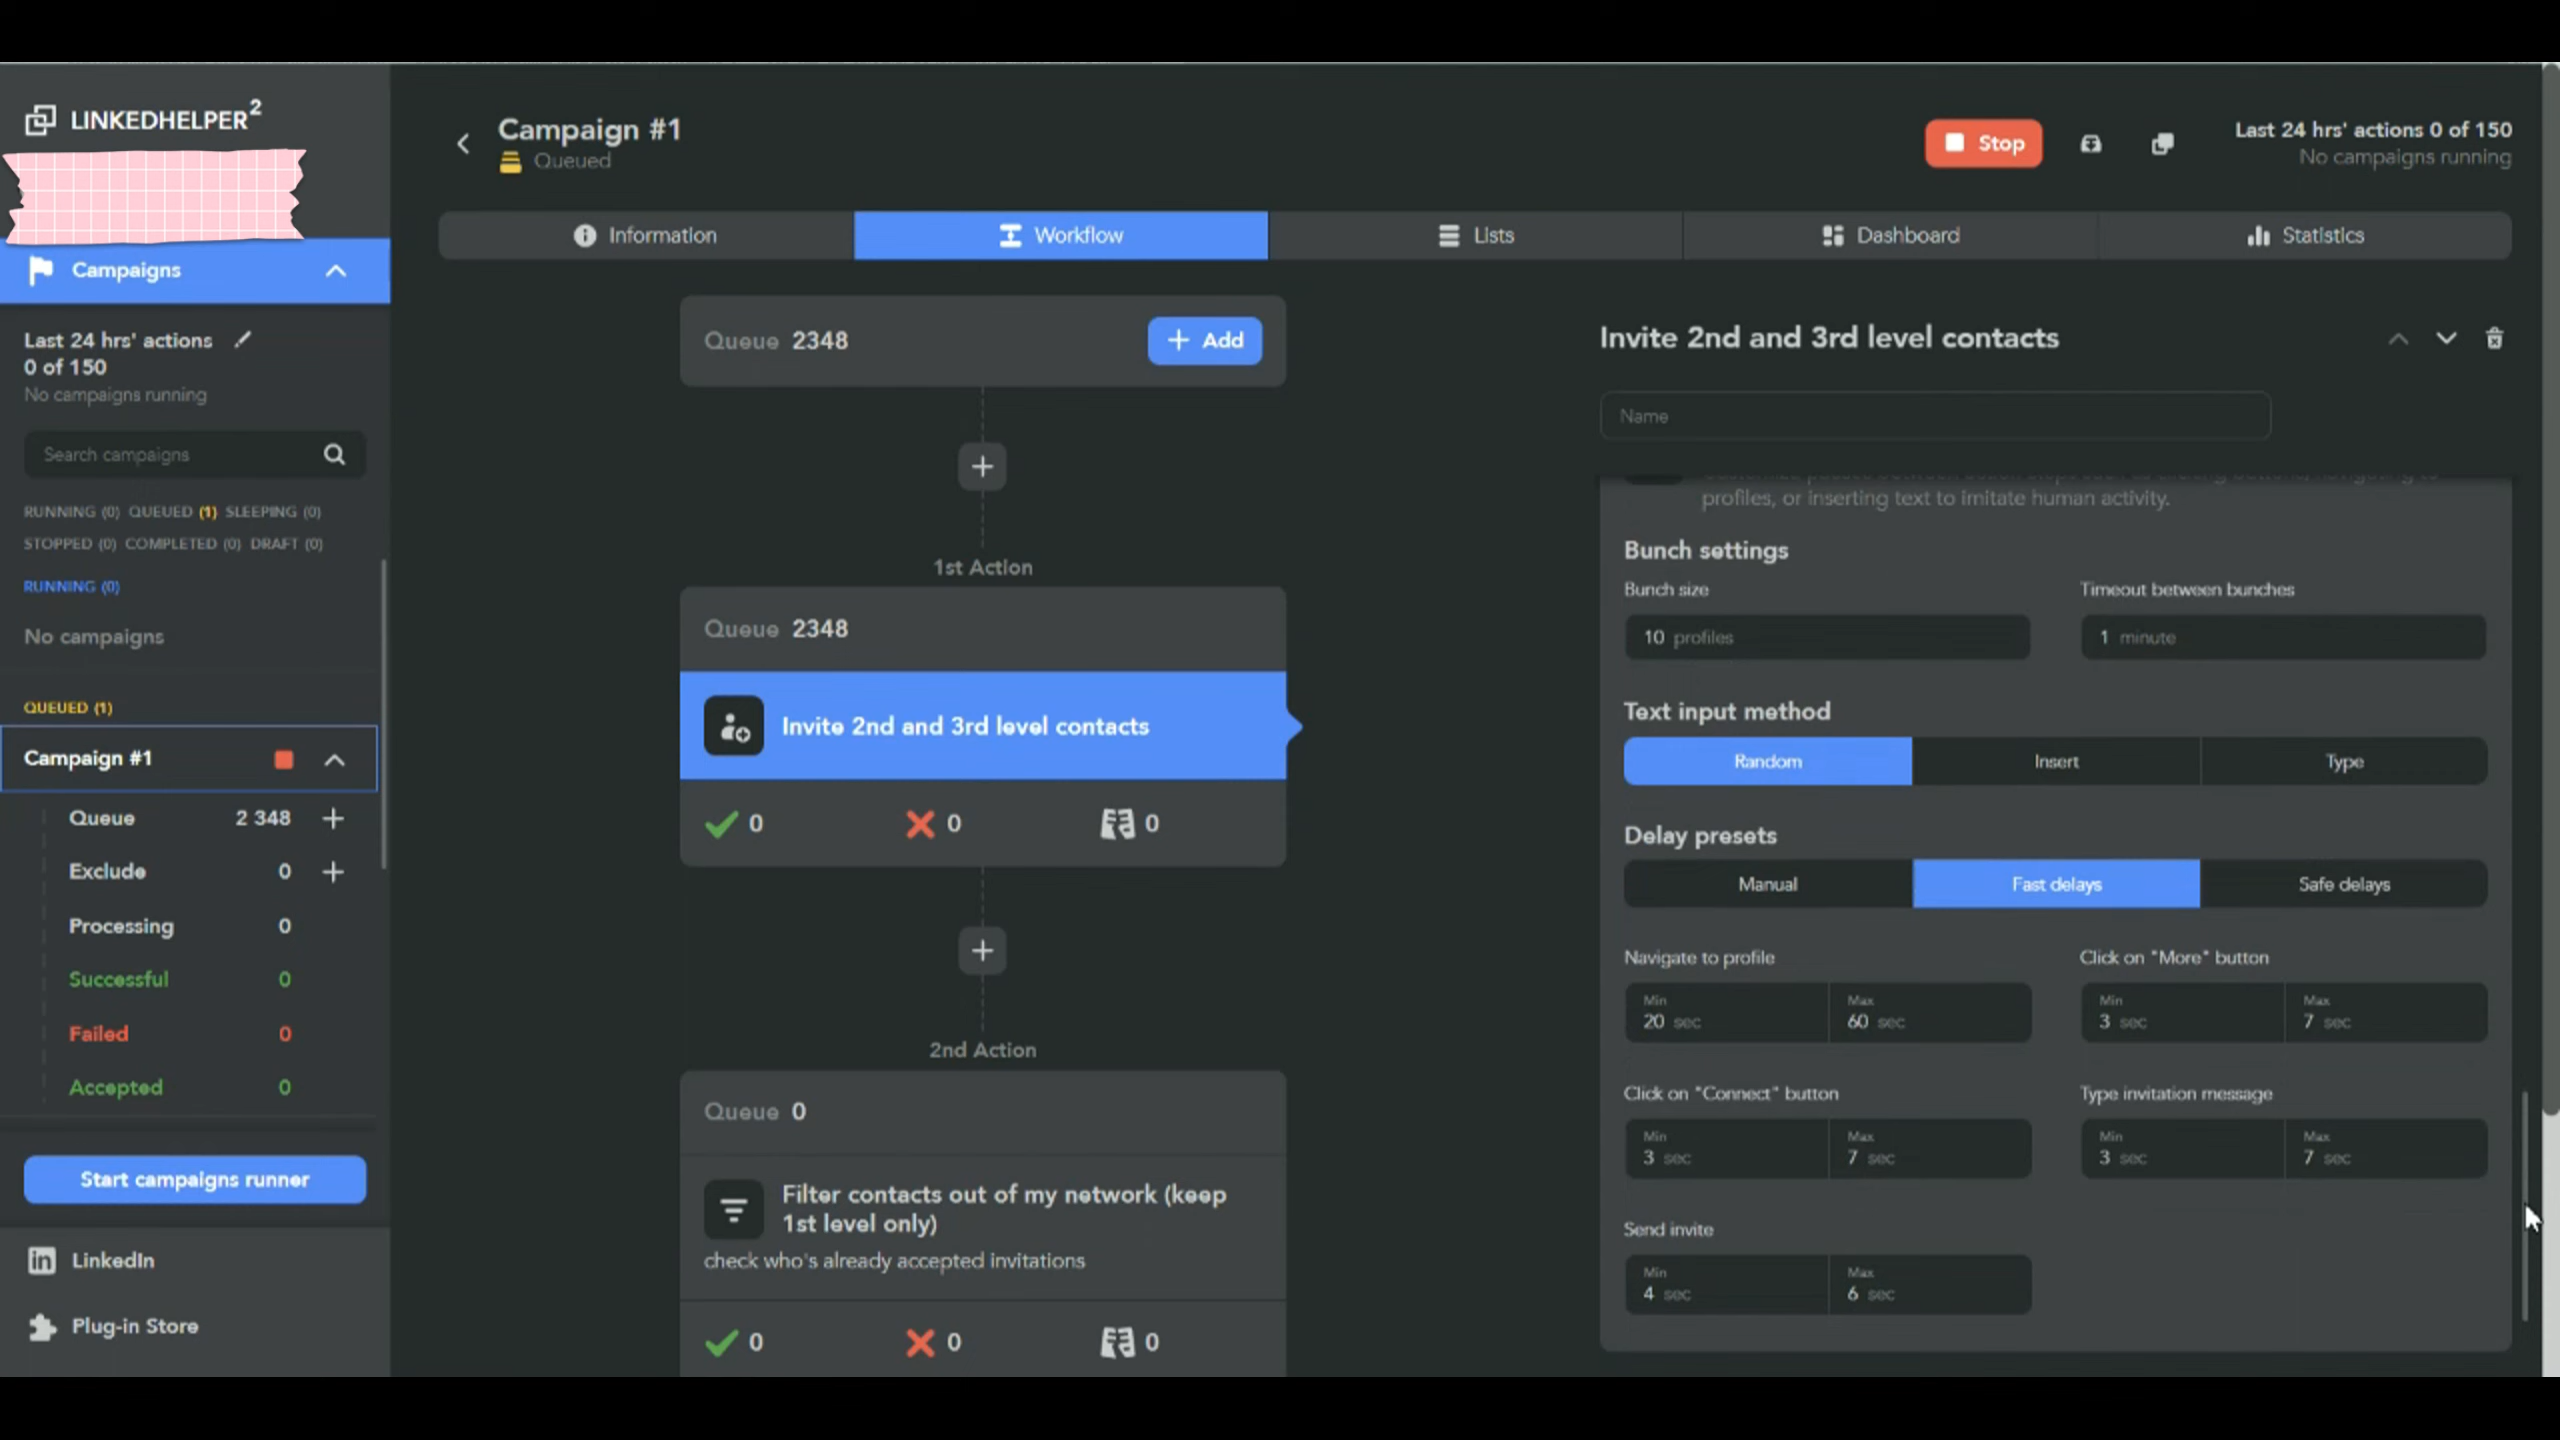 LINKEDHELPER2
Campaigns
Last 24 hrs' actions
0 of 150
No campaigns running
Search campaigns
RUNNING (0) QUEUED (1) SLEEPING (0)
STOPPED (0) COMPLETED (0) DRAFT (0)
RUNNING (0)
No campaigns
QUEUED (1)
Campaign #1
Queue 2 348
Exclude 0
Processing 0
Successful 0
Failed 0
Accepted 0
Start campaigns runner
LinkedIn
Plug-in Store
Campaign #1
Queued
Stop
Last 24 hrs' actions 0 of 150
No campaigns running
Information
Workflow
Lists
Dashboard
Statistics
Queue 2348
Add
1st Action
Queue 2348
Invite 2nd and 3rd level contacts
0 0 0
2nd Action
Queue 0
Filter contacts out of my network (keep
1st level only)
check who's already accepted invitations
0 0 0
Invite 2nd and 3rd level contacts
Name
profiles, or inserting text to imitate human activity.
Bunch settings
Bunch size
10 profiles
Timeout between bunches
1 minute
Text input method
Random
Insert
Type
Delay presets
Manual
Fast delays
Safe delays
Navigate to profile
Min
20 sec
Max
60 sec
Click on "More" button
Min
3 sec
Max
7 sec
Click on "Connect" button
Min
3 sec
Max
7 sec
Type invitation message
Min
3 sec
Max
7 sec
Send invite
Min
4 sec
Max
6 sec